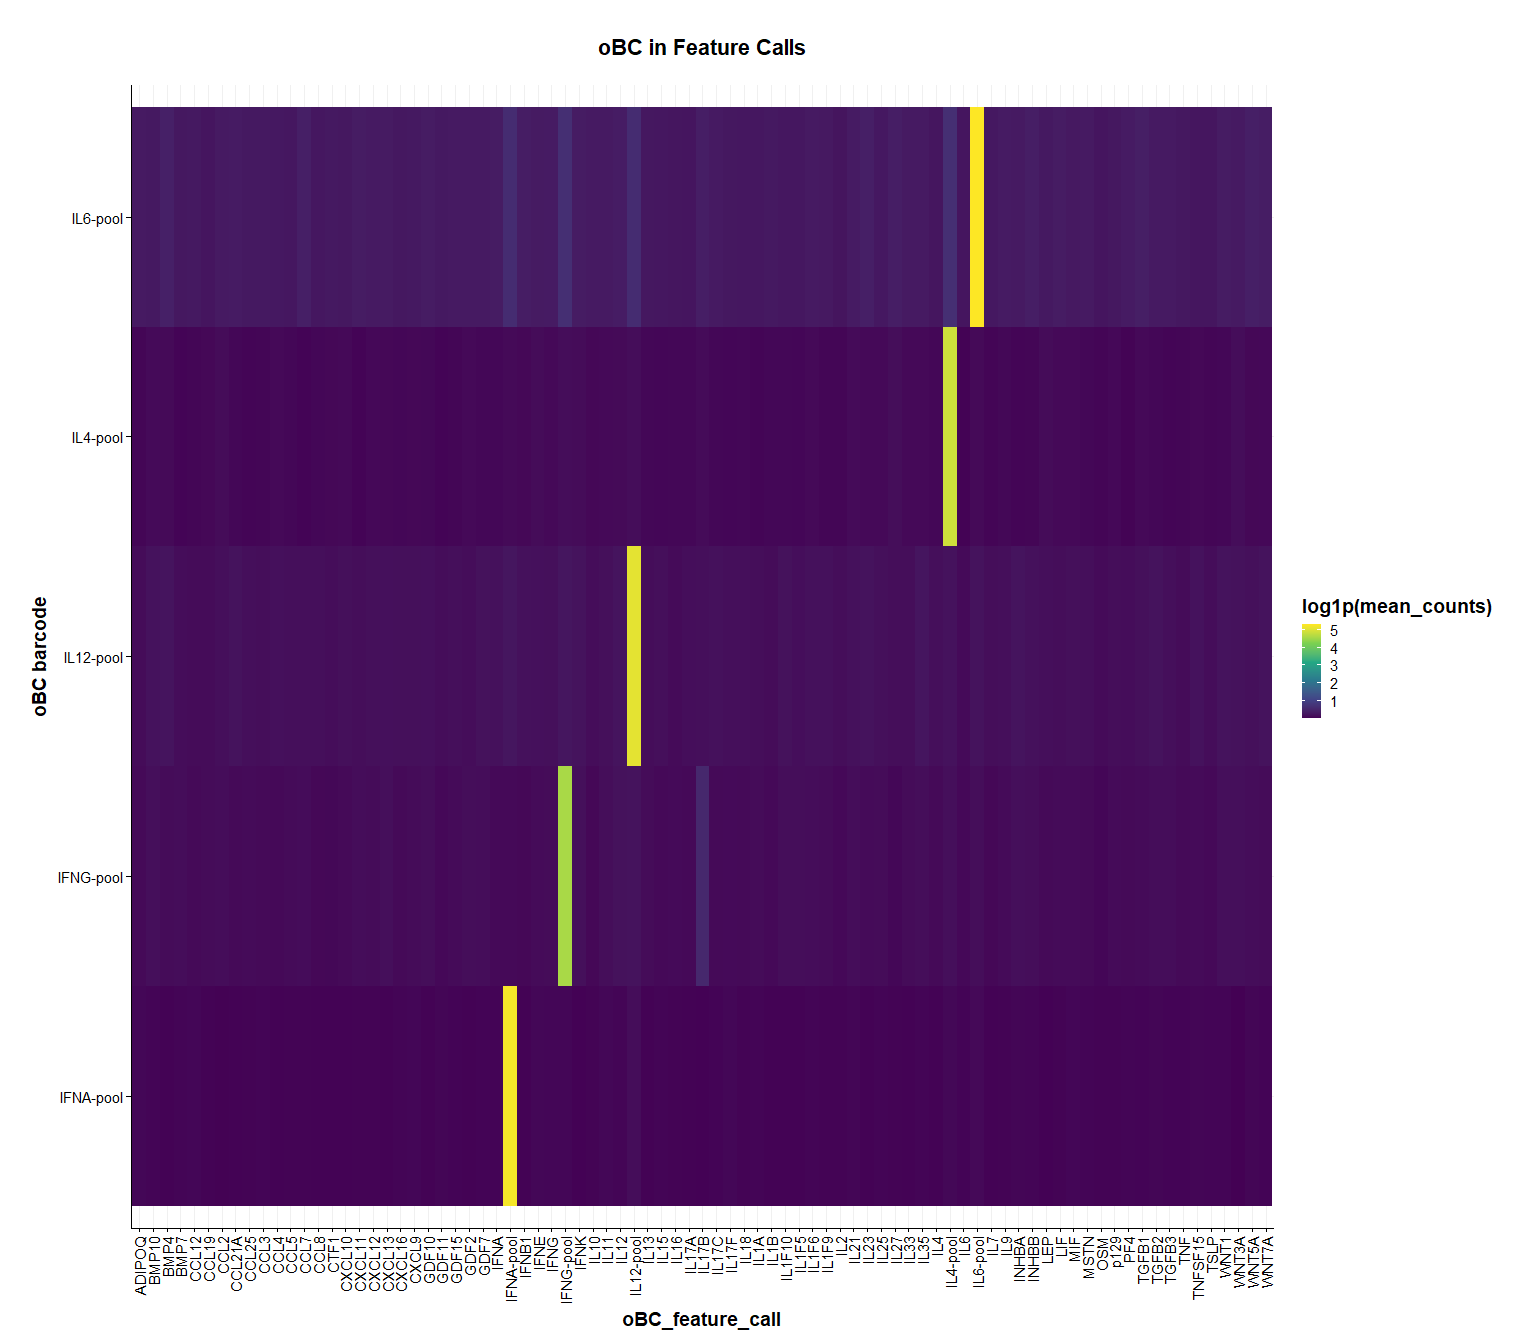 oBC in Feature Calls
oBC barcode
IL6-pool
IL4-pool
IL12-pool
IFNG-pool
IFNA-pool
log1p(mean_counts)
5
4
3
2
1
ADIPOQ
BMP10
BMP4
BMP7
CCL12
CCL19
CCL2
CCL21A
CCL25
CCL3
CCL4
CCL5
CCL7
CCL8
CTF1
CXCL10
CXCL11
CXCL12
CXCL13
CXCL16
CXCL9
GDF10
GDF11
GDF15
GDF2
GDF7
IFNA
IFNA-pool
IFNB1
IFNE
IFNG
IFNG-pool
IFNK
IL10
IL11
IL12
IL12-pool
IL13
IL15
IL16
IL17A
IL17B
IL17C
IL17F
IL18
IL1A
IL1B
IL1F10
IL1F5
IL1F6
IL1F9
IL2
IL21
IL23
IL25
IL27
IL33
IL35
IL4
IL4-pool
IL6
IL6-pool
IL7
IL9
INHBA
INHBB
LEP
LIF
MIF
MSTN
OSM
p129
PF4
TGFB1
TGFB2
TGFB3
TNF
TNFSF15
TSLP
WNT1
WNT3A
WNT5A
WNT7A
oBC_feature_call